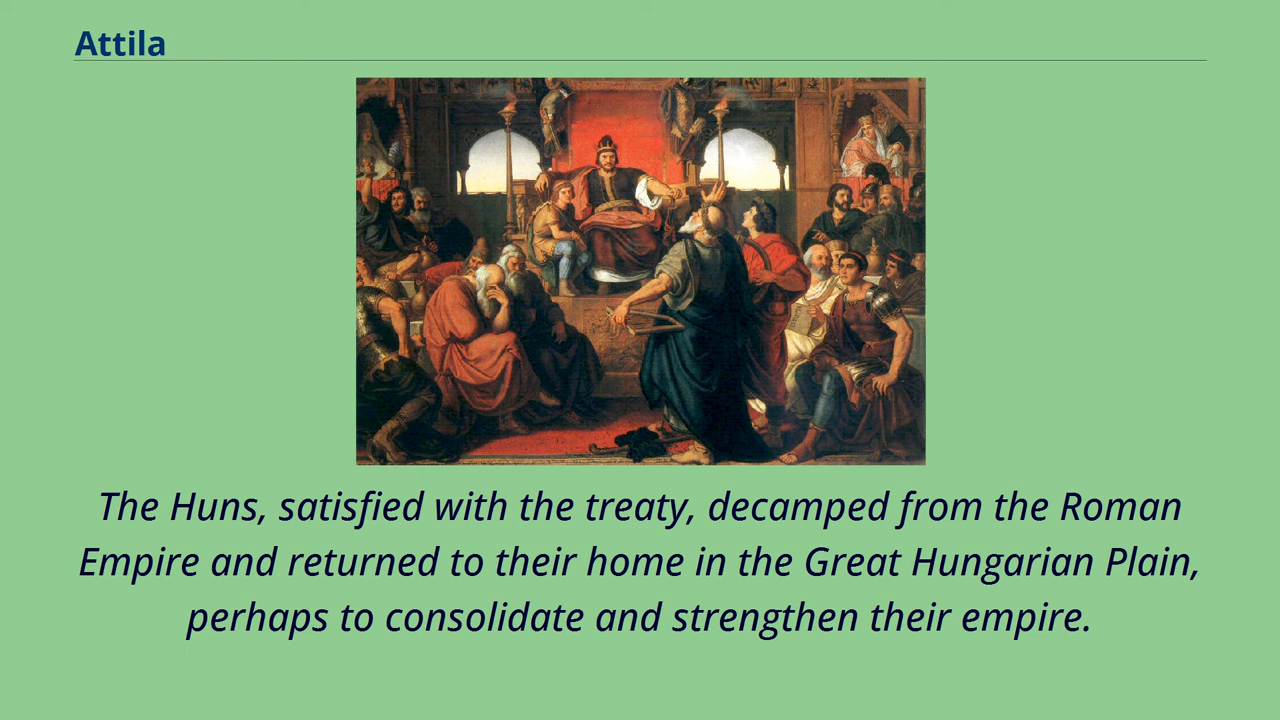 Attila
The Huns, satisfied with the treaty, decamped from the Roman
Empire and returned to their home in the Great Hungarian Plain,
perhaps to consolidate and strengthen their empire.